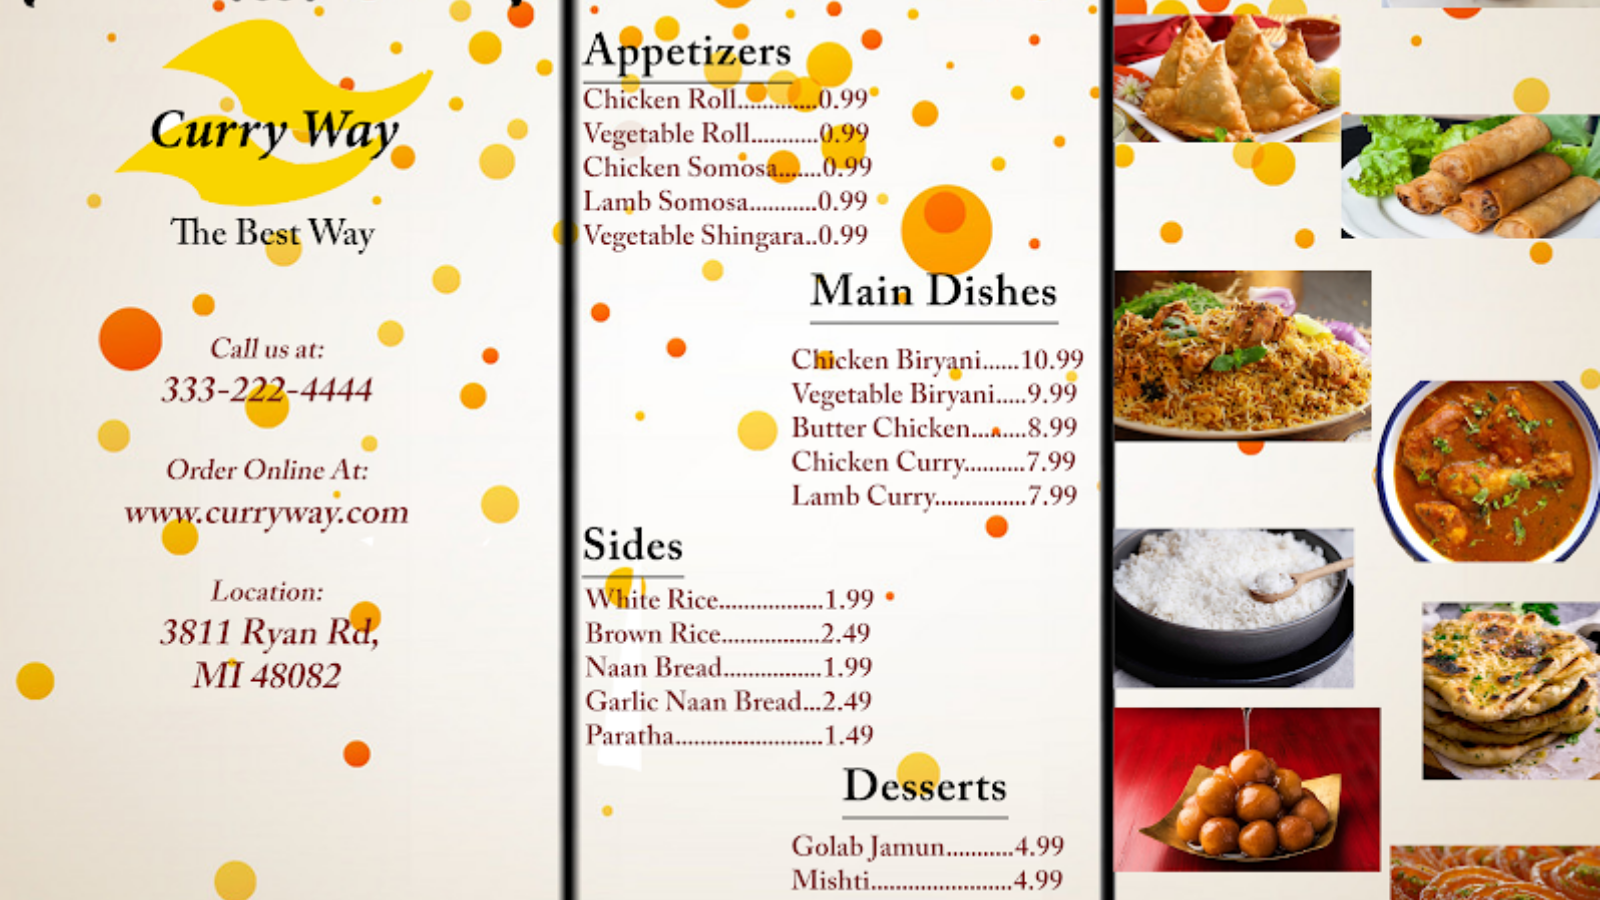 Curry Way
The Best Way
Call us at:
333-222-4444
Order Online At:
www.curryway.com
Location:
3811 Ryan Rd,
MI 48082
Appetizers
Chicken Roll.............0.99
Vegetable Roll...........0.99
Chicken Somosa.......0.99
Lamb Somosa...........0.99
Vegetable Shingara..0.99
Main Dishes
Chicken Biryani......10.99
Vegetable Biryani.....9.99
Butter Chicken.........8.99
Chicken Curry..........7.99
Lamb Curry...............7.99
Sides
White Rice.................1.99
Brown Rice................2.49
Naan Bread................1.99
Garlic Naan Bread...2.49
Paratha........................1.49
Desserts
Golab Jamun...........4.99
Mishti.......................4.99